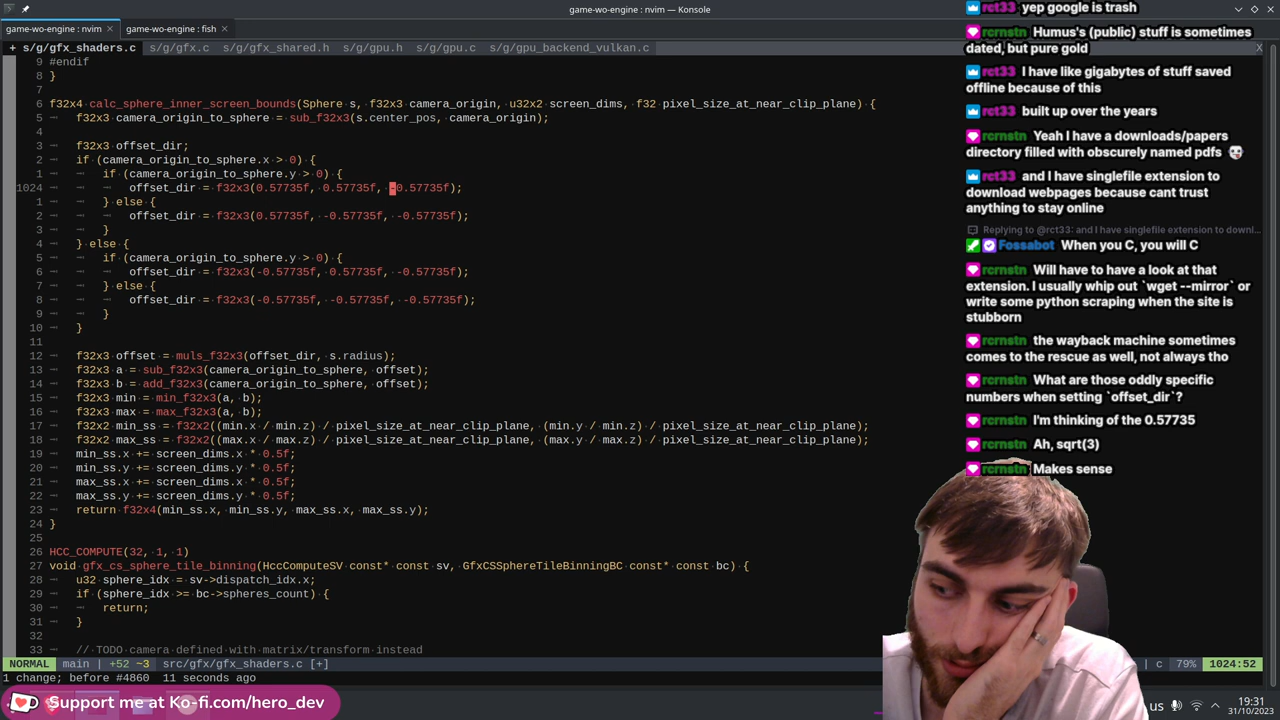 game-wo-engine : nvim — Konsole
game-wo-engine : nvim
game-wo-engine : fish
+ s/g/gfx_shaders.c s/g/gfx.c s/g/gpu.h s/g/gpu.c s/g/gpu_backend_vulkan.c X
9 #endif
8 }
7
6 f32x4 calc_sphere_inner_screen_bounds(Sphere s, f32x3 camera_origin, u32x2 screen_dims, f32 pixel_size_at_near_clip_plane) {
5 f32x3 camera_origin_to_sphere = sub_f32x3(s.center_pos, camera_origin);
4
3 f32x3 offset_dir;
2 if (camera_origin_to_sphere.x > 0) {
1 if (camera_origin_to_sphere.y > 0) {
1024 offset_dir = f32x3(0.57735f, 0.57735f, -0.57735f);
1 } else {
2 offset_dir = f32x3(0.57735f, -0.57735f, -0.57735f);
3 }
4 } else {
5 if (camera_origin_to_sphere.y > 0) {
6 offset_dir = f32x3(-0.57735f, 0.57735f, -0.57735f);
7 } else {
8 offset_dir = f32x3(-0.57735f, -0.57735f, -0.57735f);
9 }
10 }
11
12 f32x3 offset = muls_f32x3(offset_dir, s.radius);
13 f32x3 a = sub_f32x3(camera_origin_to_sphere, offset);
14 f32x3 b = add_f32x3(camera_origin_to_sphere, offset);
15 f32x3 min = min_f32x3(a, b);
16 f32x3 max = max_f32x3(a, b);
17 f32x2 min_ss = f32x2((min.x / min.z) / pixel_size_at_near_clip_plane, (min.y / min.z) / pixel_size_at_near_clip_plane);
18 f32x2 max_ss = f32x2((max.x / max.z) / pixel_size_at_near_clip_plane, (max.y / max.z) / pixel_size_at_near_clip_plane);
19 min_ss.x += screen_dims.x * 0.5f;
20 min_ss.y += screen_dims.y * 0.5f;
21 max_ss.x += screen_dims.x * 0.5f;
22 max_ss.y += screen_dims.y * 0.5f;
23 return f32x4(min_ss.x, min_ss.y, max_ss.x, max_ss.y);
24 }
25
26 HCC_COMPUTE(32, 1, 1)
27 void gfx_cs_sphere_tile_binning(HccComputeSV const* const sv, GfxCSSphereTileBinningBC const* const bc) {
28 u32 sphere_idx = sv->dispatch_idx.x;
29 if (sphere_idx >= bc->spheres_count) {
30 return;
31 }
32
33 // TODO camera defined with matrix/transform instead
NORMAL main | +52 ~3 src/gfx/gfx_shaders.c [+] | c 79% 1024:52
1 change; before #4860 11 seconds ago
Support me at Ko-fi.com/hero_dev
us
19:31
31/10/2023
rct33 yep google is trash
rcrnstn Humus's (public) stuff is sometimes
dated, but pure gold
rct33 I have like gigabytes of stuff saved
offline because of this
rct33 built up over the years
rcrnstn Yeah I have a downloads/papers
directory filled with obscurely named pdfs
rct33 and I have singlefile extension to
download webpages because cant trust
anything to stay online
Replying to @rct33: and I have singlefile extension to downl...
Fossabot When you C, you will C
rcrnstn Will have to have a look at that
extension. I usually whip out `wget --mirror` or
write some python scraping when the site is
stubborn
rcrnstn the wayback machine sometimes
comes to the rescue as well, not always tho
rcrnstn What are those oddly specific
numbers when setting `offset_dir`?
rcrnstn I'm thinking of the 0.57735
rcrnstn Ah, sqrt(3)
rcrnstn Makes sense